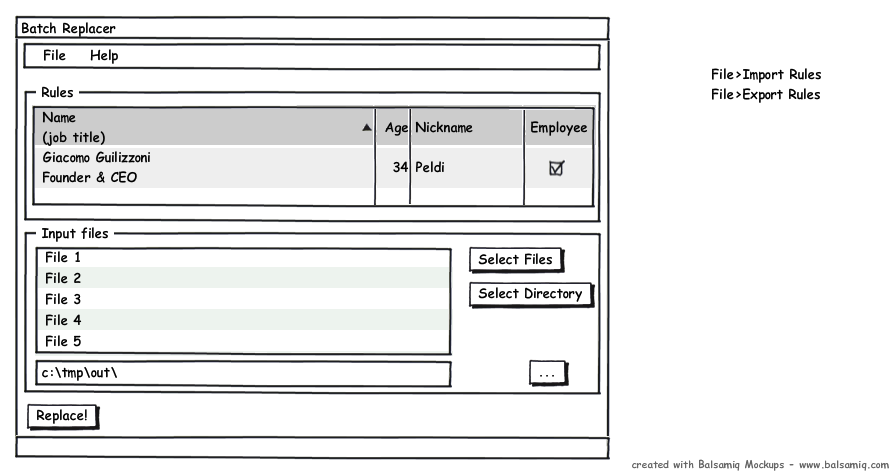 Batch Replacer
File Help
File>Import Rules
File>Export Rules
Rules
Name
(job title)
Age Nickname Employee
Giacomo Guilizzoni
Founder & CEO
34 Peldi
Input files
File 1
File 2
File 3
File 4
File 5
Select Files
Select Directory
c:\tmp\out\
...
Replace!
created with Balsamiq Mockups - www.balsamiq.com